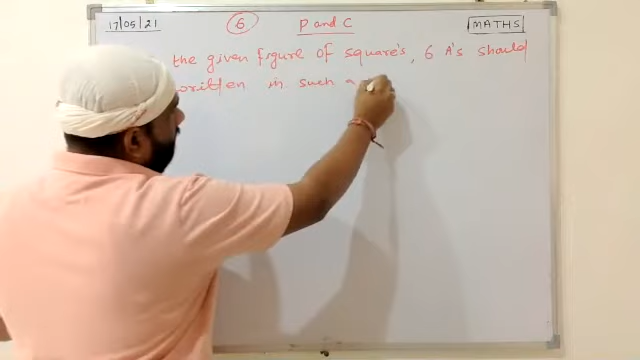 17/05/21 6 P and C MATHS
the given figure of square's, 6 A's should
written in such a